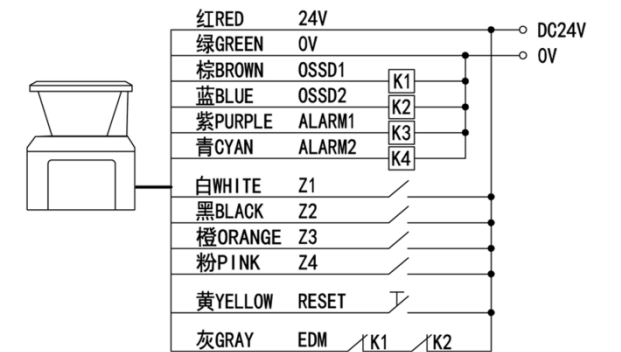 红RED 24V
DC24V
绿GREEN 0V
0V
棕BROWN OSSD1
K1
蓝BLUE OSSD2
K2
紫PURPLE ALARM1
K3
青CYAN ALARM2
K4
白WHITE Z1
黑BLACK Z2
橙ORANGE Z3
粉PINK Z4
黄YELLOW RESET
灰GRAY EDM K1 K2